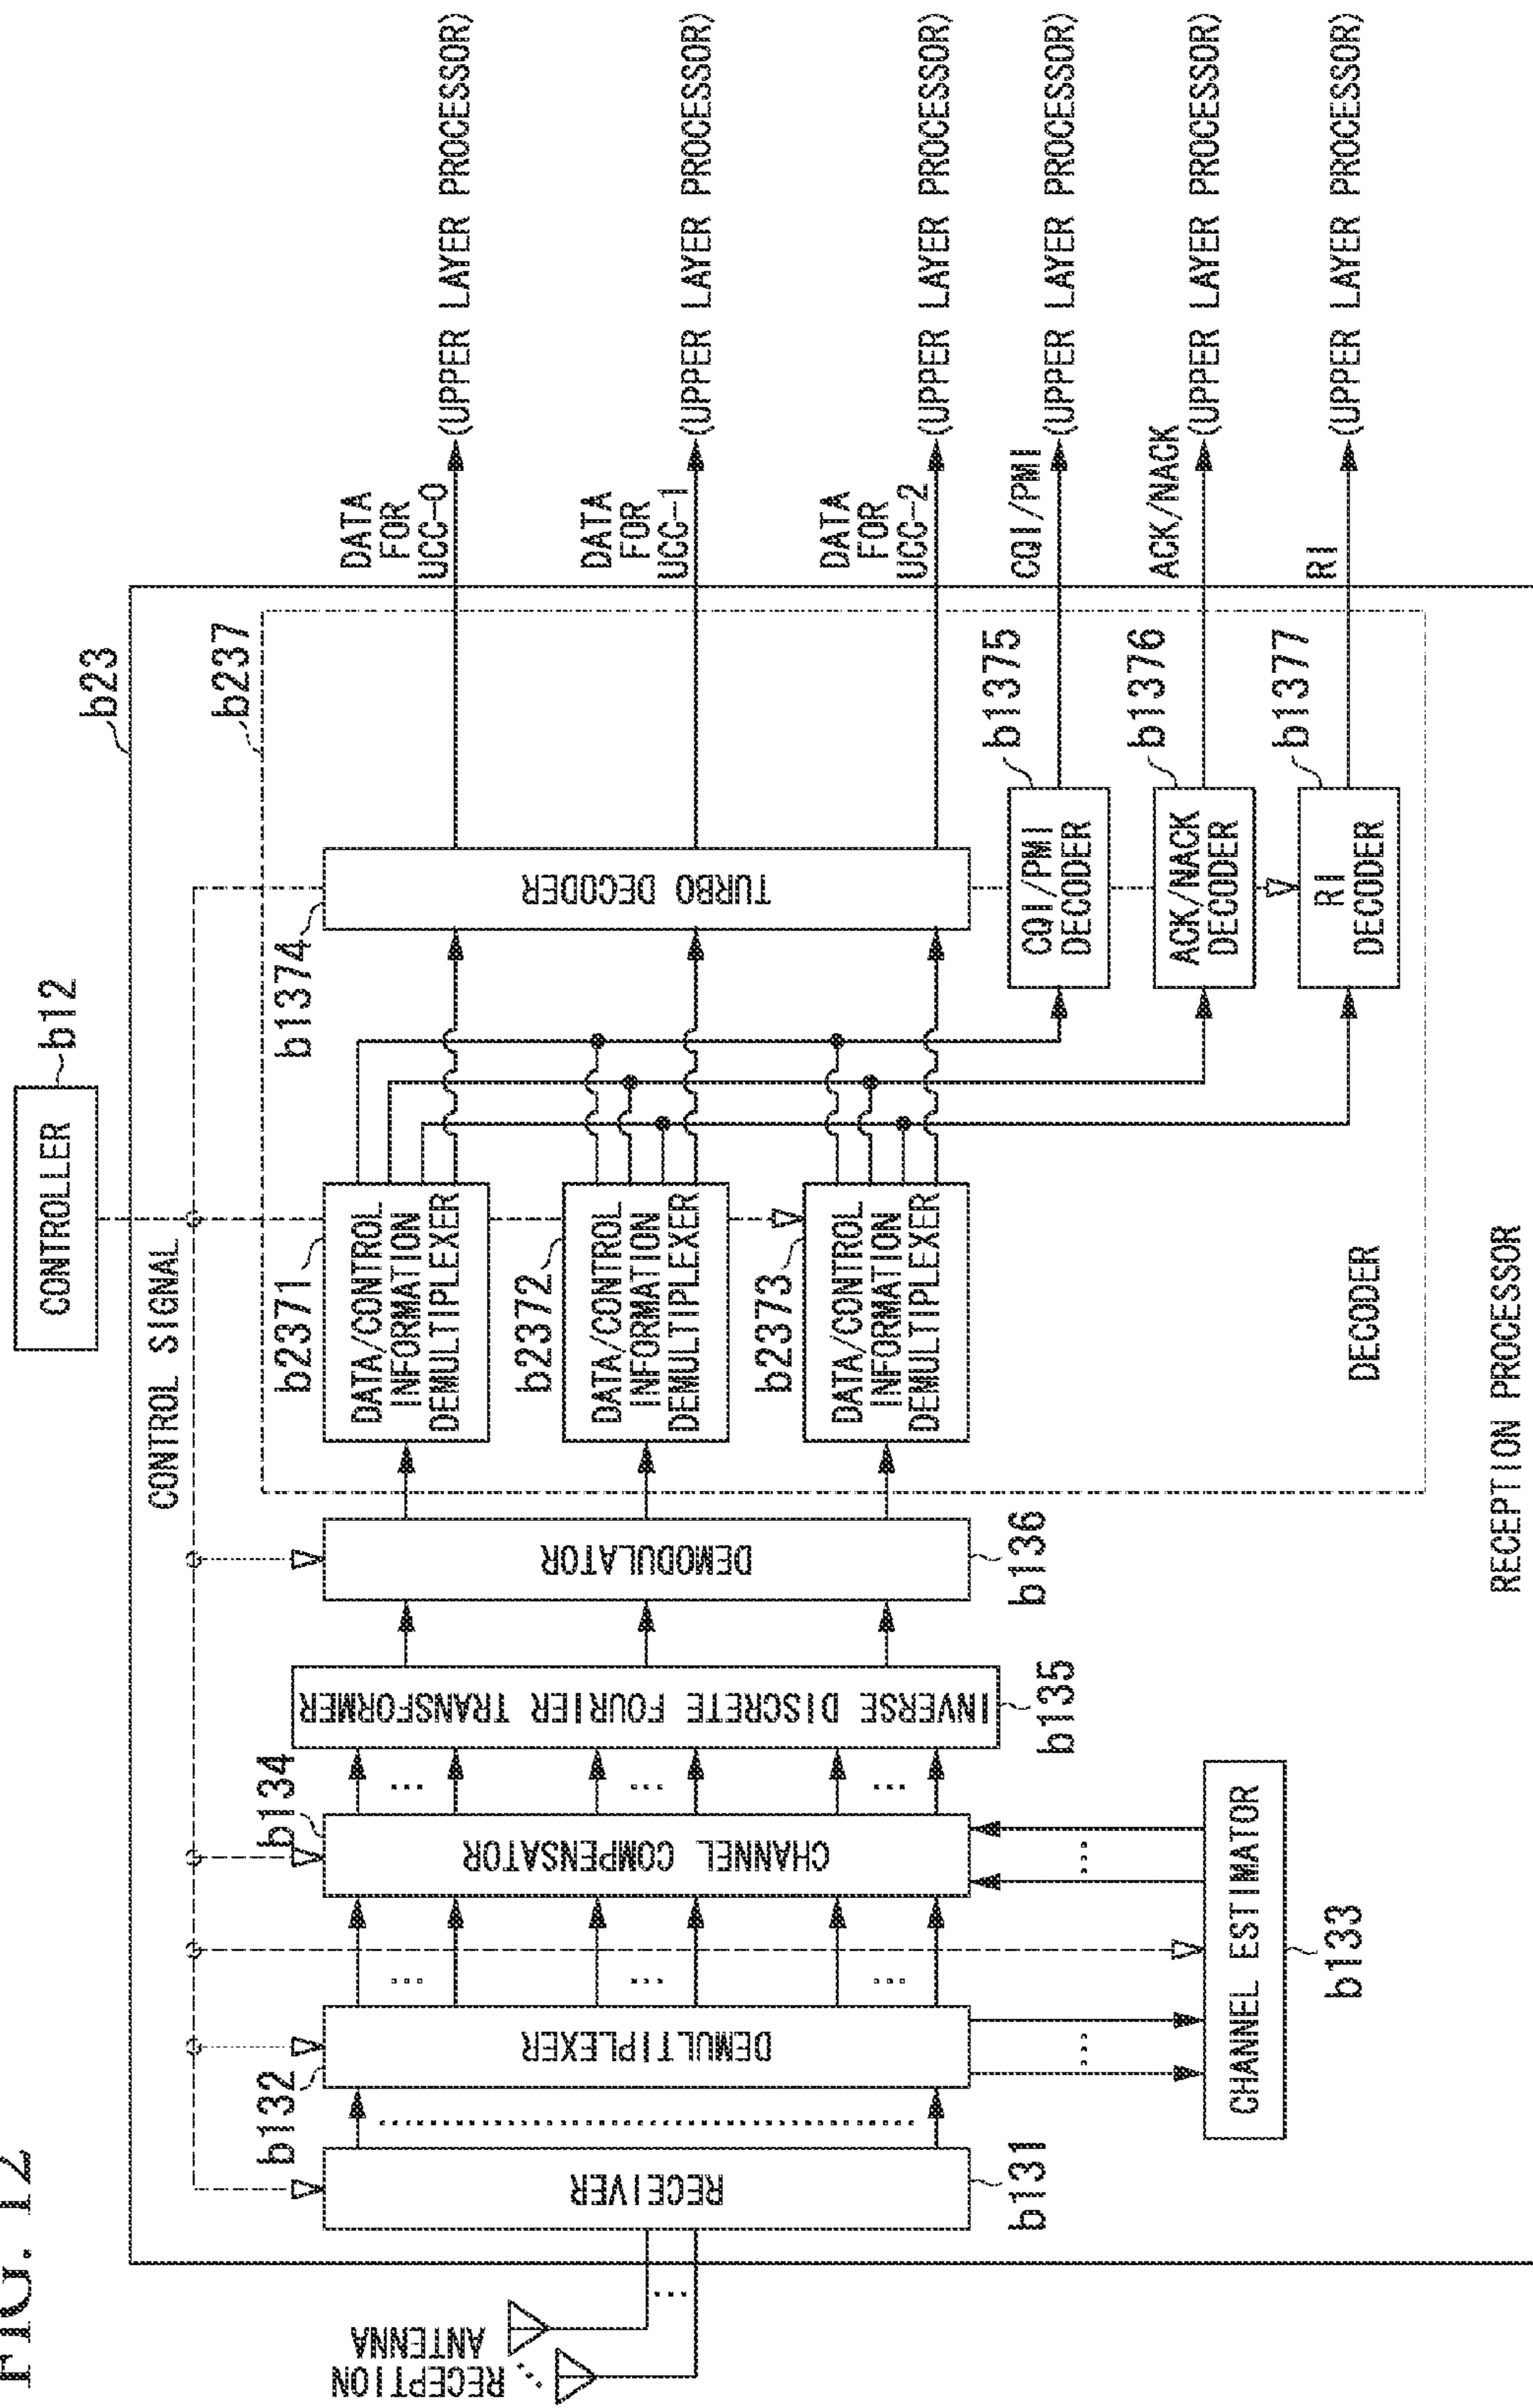 FIG. 12
CONTROLLER
b12
b23
CONTROL SIGNAL
b237
RECEPTION
ANTENNA
RECEIVER
b131
b132
DEMULTIPLEXER
CHANNEL ESTIMATOR
b133
b134
CHANNEL COMPENSATOR
INVERSE DISCRETE FOURIER TRANSFORMER
b135
DEMODULATOR
b136
b2371
DATA/CONTROL
INFORMATION
DEMULTIPLEXER
b2372
DATA/CONTROL
INFORMATION
DEMULTIPLEXER
b2373
DATA/CONTROL
INFORMATION
DEMULTIPLEXER
b1374
TURBO DECODER
CQI/PMI
DECODER
b1375
ACK/NACK
DECODER
b1376
RI
DECODER
b1377
DATA
FOR
UCC-0
(UPPER LAYER PROCESSOR)
DATA
FOR
UCC-1
(UPPER LAYER PROCESSOR)
DATA
FOR
UCC-2
(UPPER LAYER PROCESSOR)
CQI/PMI
(UPPER LAYER PROCESSOR)
ACK/NACK
(UPPER LAYER PROCESSOR)
RI
(UPPER LAYER PROCESSOR)
DECODER
RECEPTION PROCESSOR